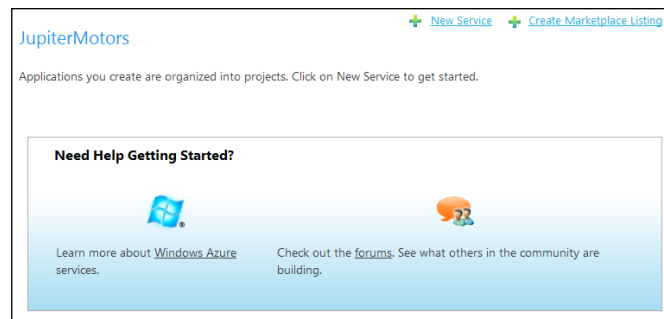 New Service Create Marketplace Listing
JupiterMotors
Applications you create are organized into projects. Click on New Service to get started.
Need Help Getting Started?
Learn more about Windows Azure
services.
Check out the forums. See what others in the community are
building.